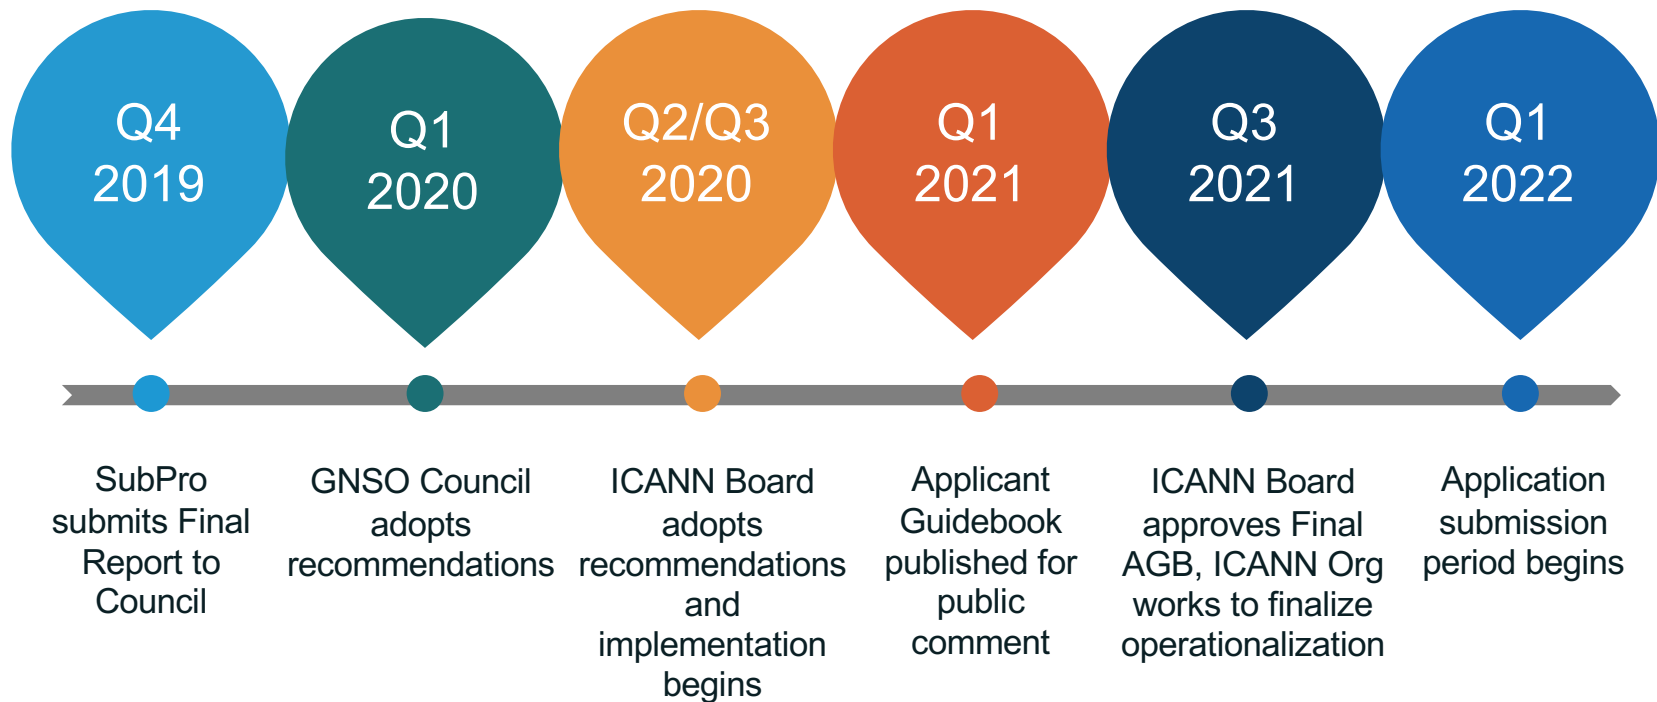 Q4
2019
Q1
2020
Q2/Q3
2020
Q1
2021
Q3
2021
Q1
2022
SubPro
submits Final
Report to
Council
GNSO Council
adopts
recommendations
ICANN Board
adopts
recommendations
and
implementation
begins
Applicant
Guidebook
published for
public
comment
ICANN Board
approves Final
AGB, ICANN Org
works to finalize
operationalization
Application
submission
period begins